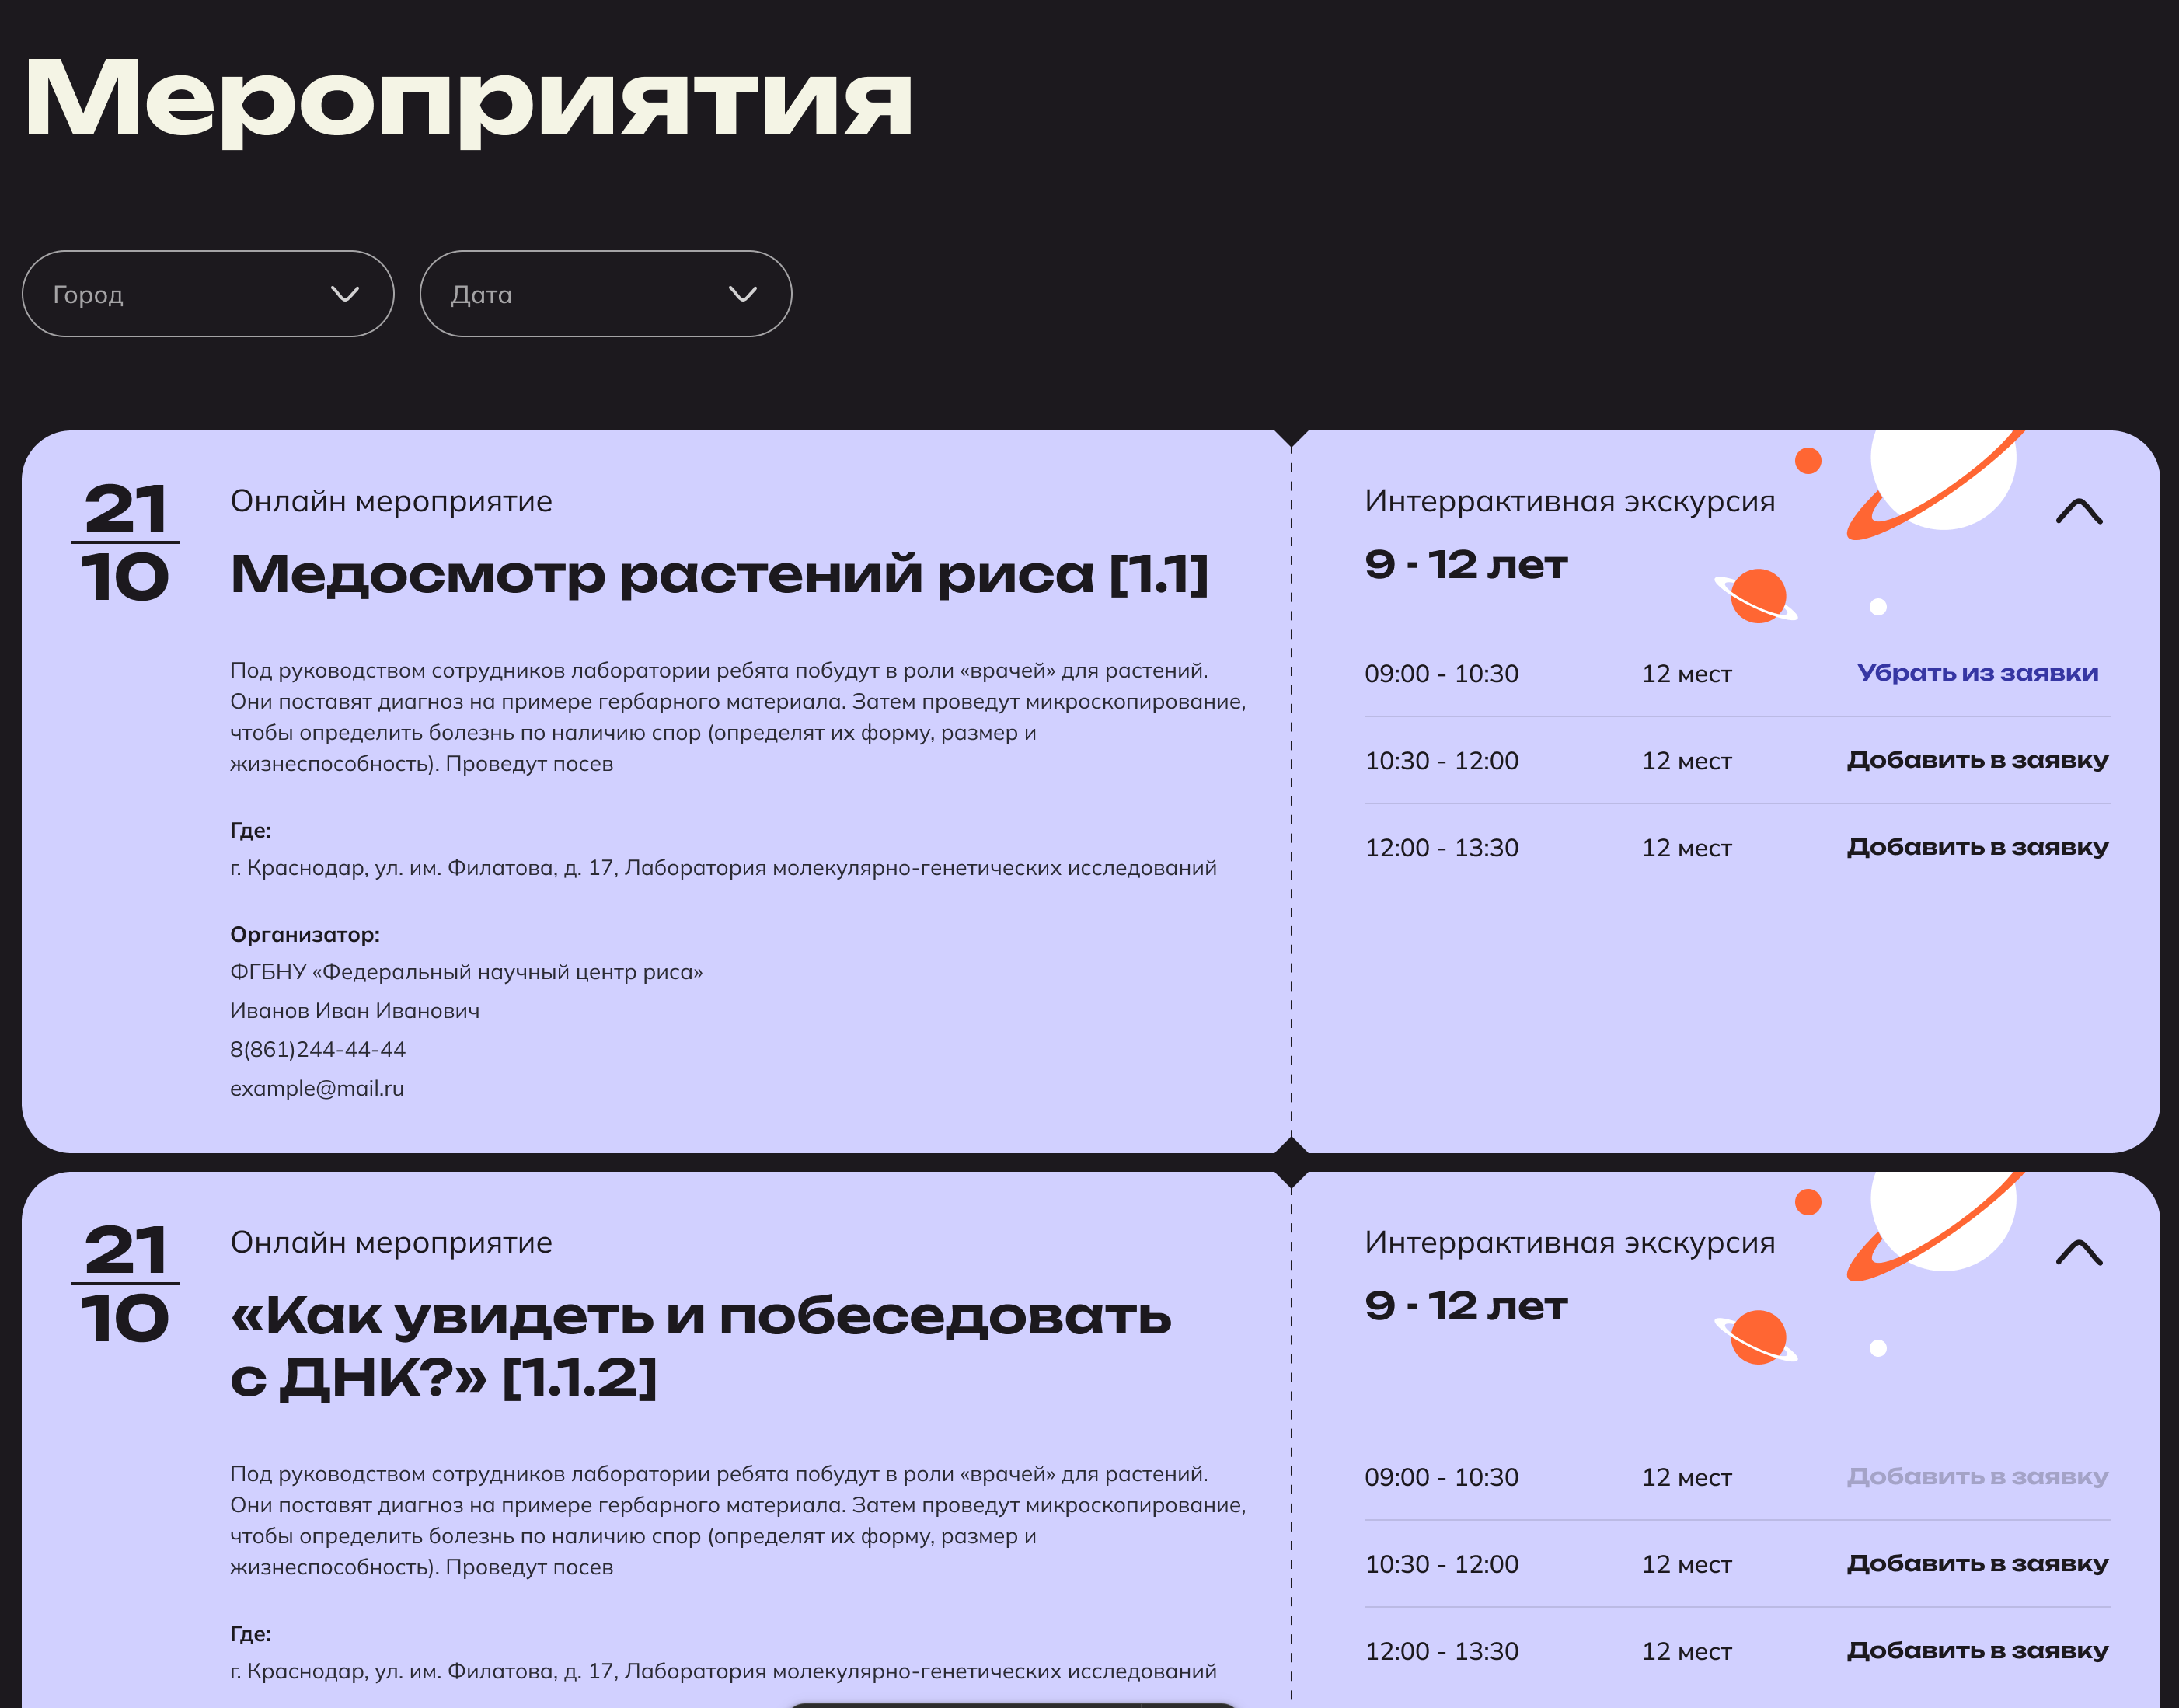 Мероприятия
Город
Дата
21
10
Онлайн мероприятие
Медосмотр растений риса [1.1]
Под руководством сотрудников лаборатории ребята побудут в роли «врачей» для растений.
Они поставят диагноз на примере гербарного материала. Затем проведут микроскопирование,
чтобы определить болезнь по наличию спор (определят их форму, размер и
жизнеспособность). Проведут посев
Где:
г. Краснодар, ул. им. Филатова, д. 17, Лаборатория молекулярно-генетических исследований
Организатор:
ФГБНУ «Федеральный научный центр риса»
Иванов Иван Иванович
8(861)244-44-44
example@mail.ru
Интеррактивная экскурсия
9 - 12 лет
09:00 - 10:30 12 мест Убрать из заявки
10:30 - 12:00 12 мест Добавить в заявку
12:00 - 13:30 12 мест Добавить в заявку
21
10
Онлайн мероприятие
«Как увидеть и побеседовать
с ДНК?» [1.1.2]
Под руководством сотрудников лаборатории ребята побудут в роли «врачей» для растений.
Они поставят диагноз на примере гербарного материала. Затем проведут микроскопирование,
чтобы определить болезнь по наличию спор (определят их форму, размер и
жизнеспособность). Проведут посев
Где:
г. Краснодар, ул. им. Филатова, д. 17, Лаборатория молекулярно-генетических исследований
Интеррактивная экскурсия
9 - 12 лет
09:00 - 10:30 12 мест Добавить в заявку
10:30 - 12:00 12 мест Добавить в заявку
12:00 - 13:30 12 мест Добавить в заявку